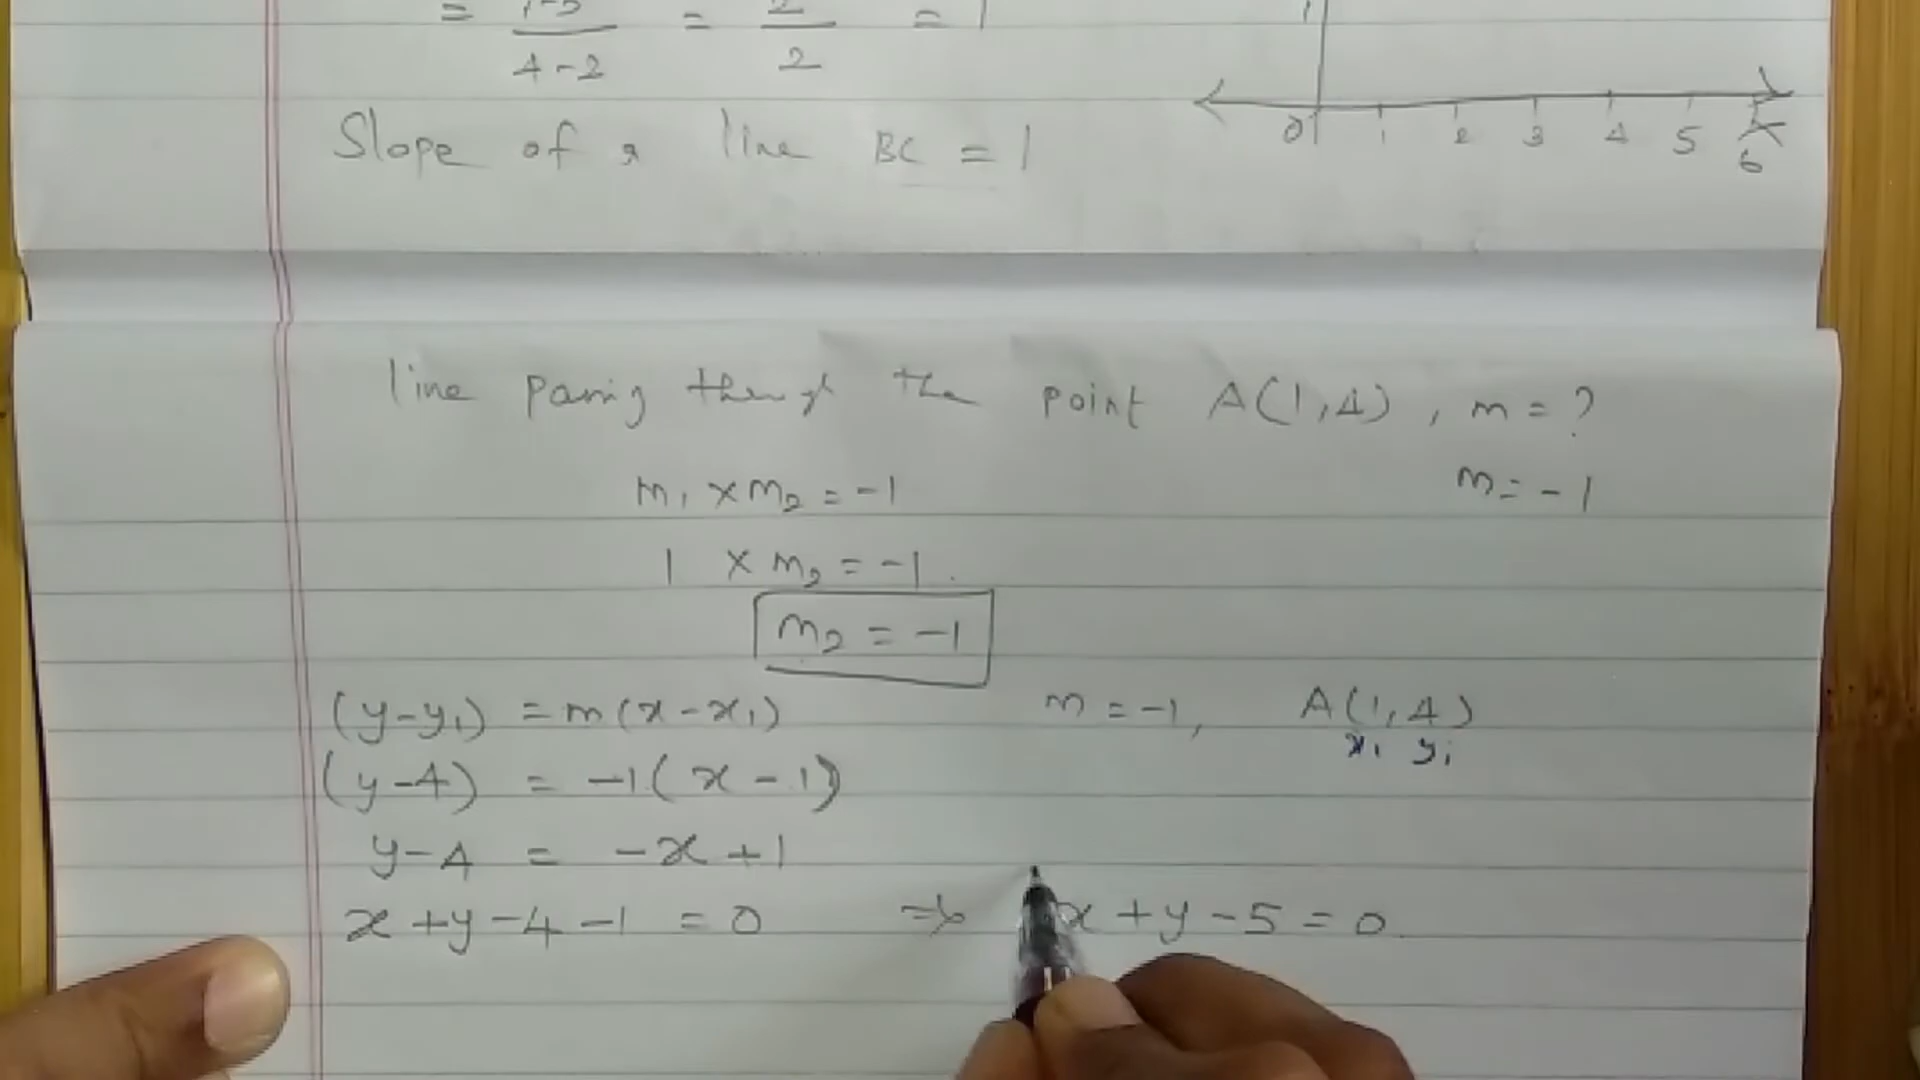 = / 4-2 = 2/2 = 1
Slope of a line BC = 1
1
0 1 2 3 4 5 6 X
line passing through the point A(1,4), m = ?
m₁ × m₂ = -1
m = -1
1 × m₂ = -1.
m₂ = -1
(y-y₁) = m(x-x₁) m = -1, A(1,4)
x₁ y₁
(y-4) = -1(x-1)
y-4 = -x+1
x+y-4-1 = 0 ⇒ x+y-5=0.